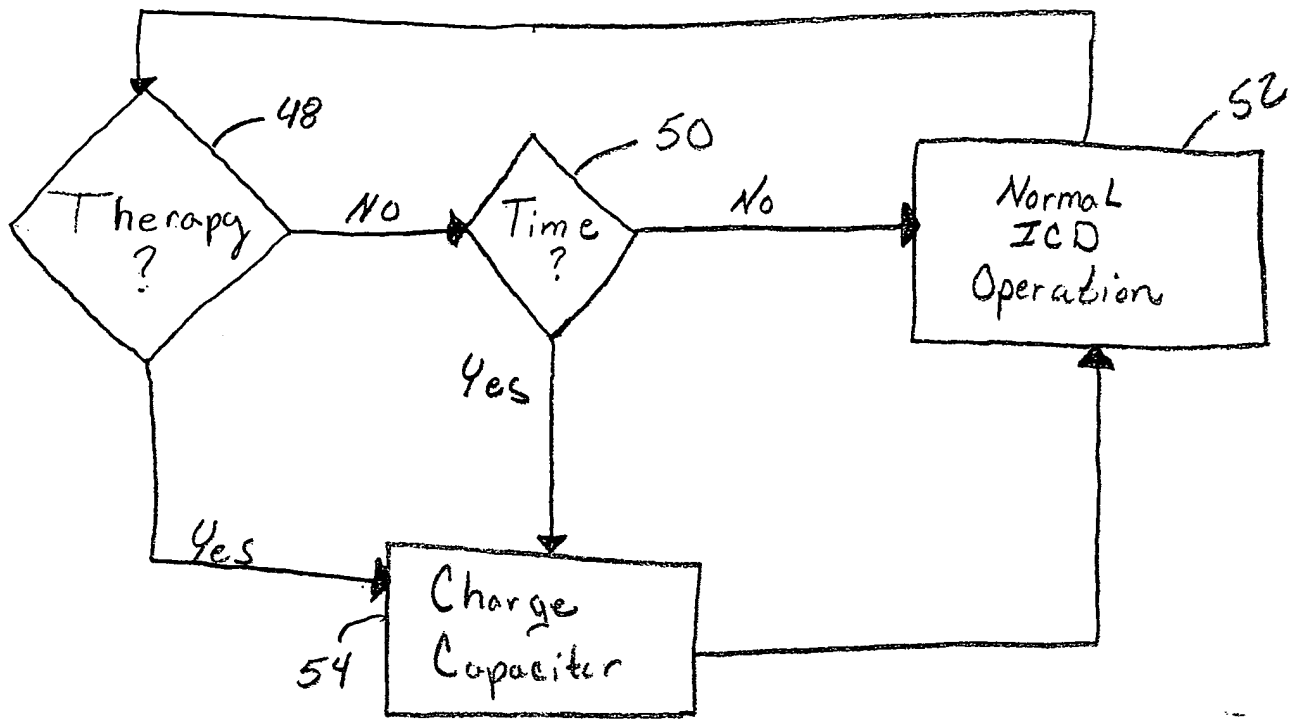 48
Therapy
?
No
50
Time
?
No
52
Normal
ICD
Operation
Yes
Yes
54
Charge
Capacitor